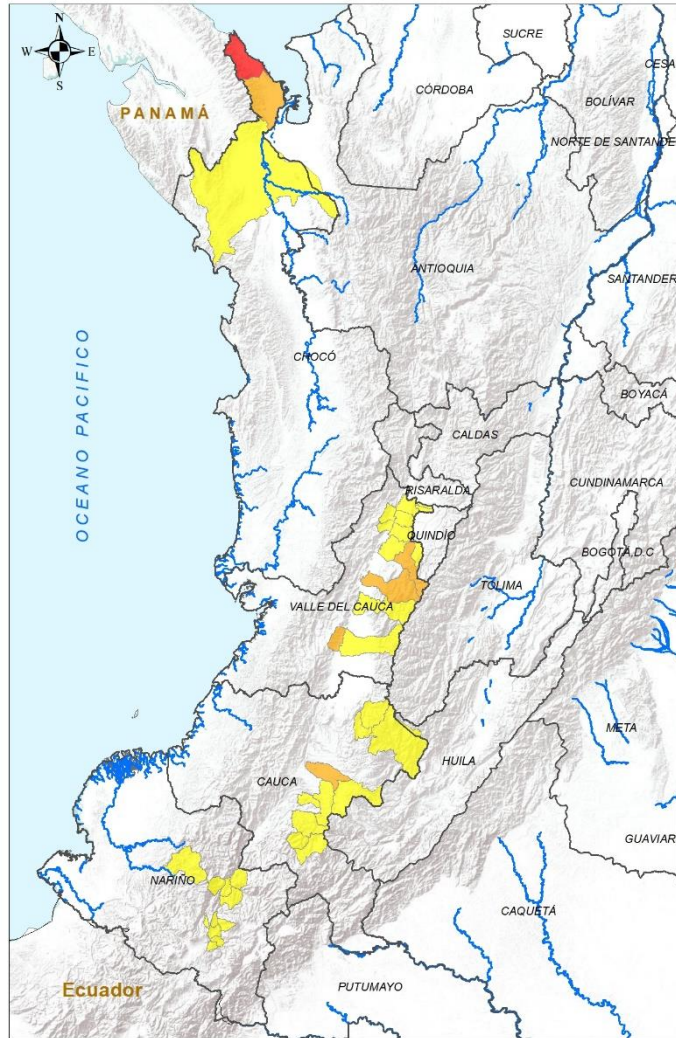 N
W E
S
SUCRE
CESA
CÓRDOBA
BOLÍVAR
PANAMÁ
NORTE DE SANTANDE
ANTIOQUIA
SANTANDER
OCEANO PACIFICO
CHOCÓ
BOYACÁ
CALDAS
CUNDINAMARCA
RISARALDA
QUINDÍO
BOGOTÁ,D.C
TOLIMA
VALLE DEL CAUCA
META
HUILA
CAUCA
GUAVIAR
NARIÑO
CAQUETÁ
Ecuador
PUTUMAYO